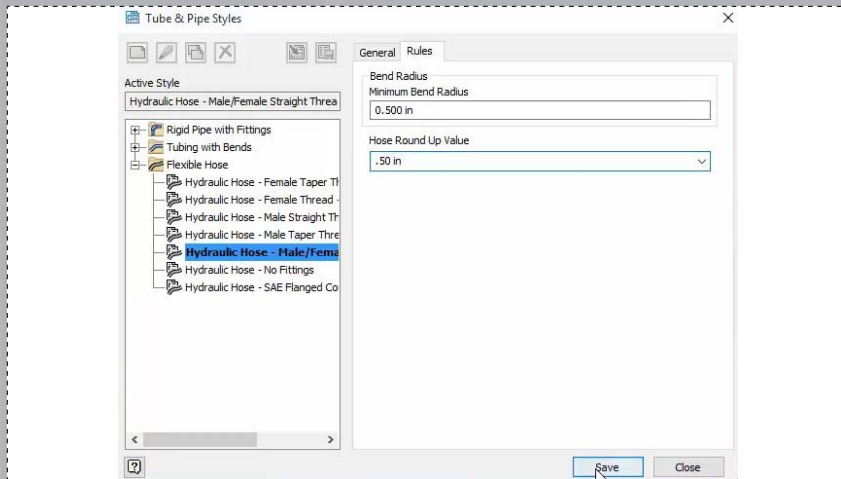 Tube & Pipe Styles
General Rules
Active Style
Hydraulic Hose - Male/Female Straight Threa
Rigid Pipe with Fittings
Tubing with Bends
Flexible Hose
Hydraulic Hose - Female Taper Th
Hydraulic Hose - Female Thread -
Hydraulic Hose - Male Straight Th
Hydraulic Hose - Male Taper Thre
Hydraulic Hose - Male/Fema
Hydraulic Hose - No Fittings
Hydraulic Hose - SAE Flanged Co
Bend Radius
Minimum Bend Radius
0.500 in
Hose Round Up Value
.50 in
Save Close